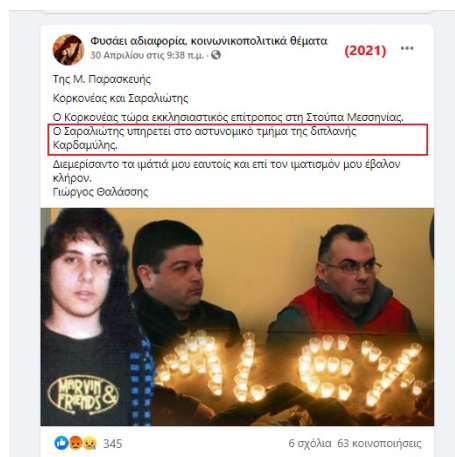 Φυσάει αδιαφορία, κοινωνικοπολιτικά θέματα
30 Απριλίου στις 9:38 π.μ. ·
(2021)
Της Μ. Παρασκευής
Κορκονέας και Σαραλιώτης
Ο Κορκονέας τώρα εκκλησιαστικός επίτροπος στη Στούπα Μεσσηνίας.
Ο Σαραλιώτης υπηρετεί στο αστυνομικό τμήμα της διπλανής
Καρδαμύλης.
Διεμερίσαντο τα ιμάτιά μου εαυτοίς και επί τον ιματισμόν μου έβαλον
κλήρον.
Γιώργος Θαλάσσης
MARVIN &
FRIENDS
ALEX
345
6 σχόλια 63 κοινοποιήσεις